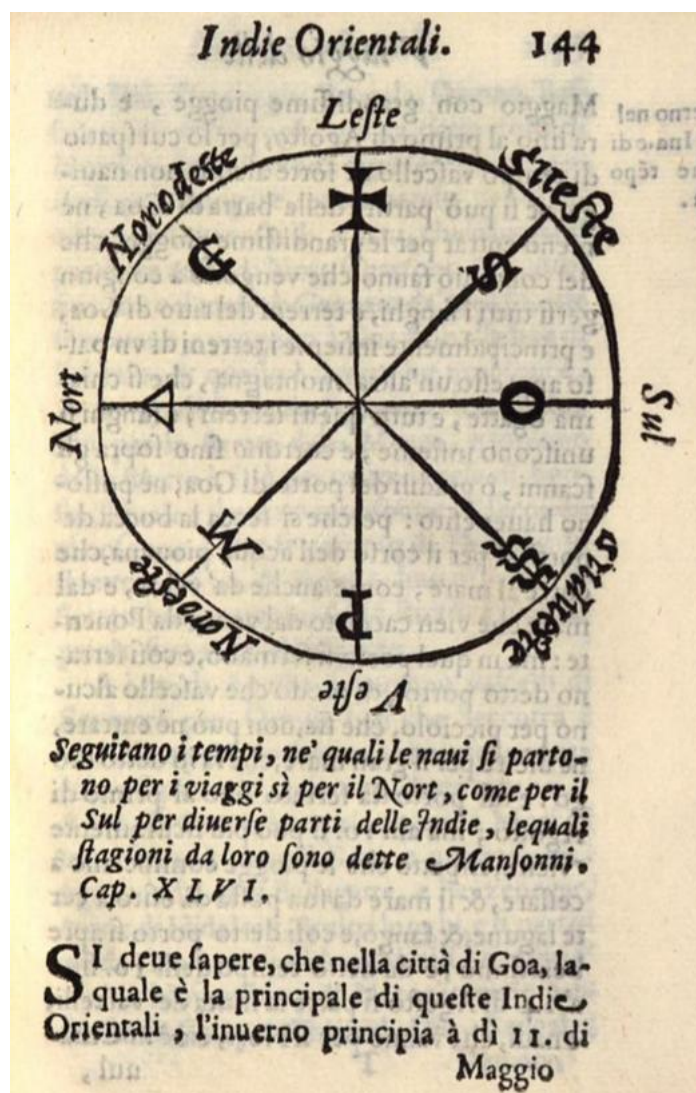 Indie Orientali. 144
Leſte
Norodeſte
Sueſte
Nort
Sul
Noroeſte
Sudueſte
P
Veſte
Seguitano i tempi, ne' quali le naui ſi parto-
no per i viaggi sì per il Nort, come per il
Sul per diuerſe parti delle Indie, lequali
ſtagioni da loro ſono dette Manſonni.
Cap. XLVI.
SI deue ſapere, che nella città di Goa, la-
quale è la principale di queſte Indie
Orientali, l'inuerno principia à dì 11. di
Maggio